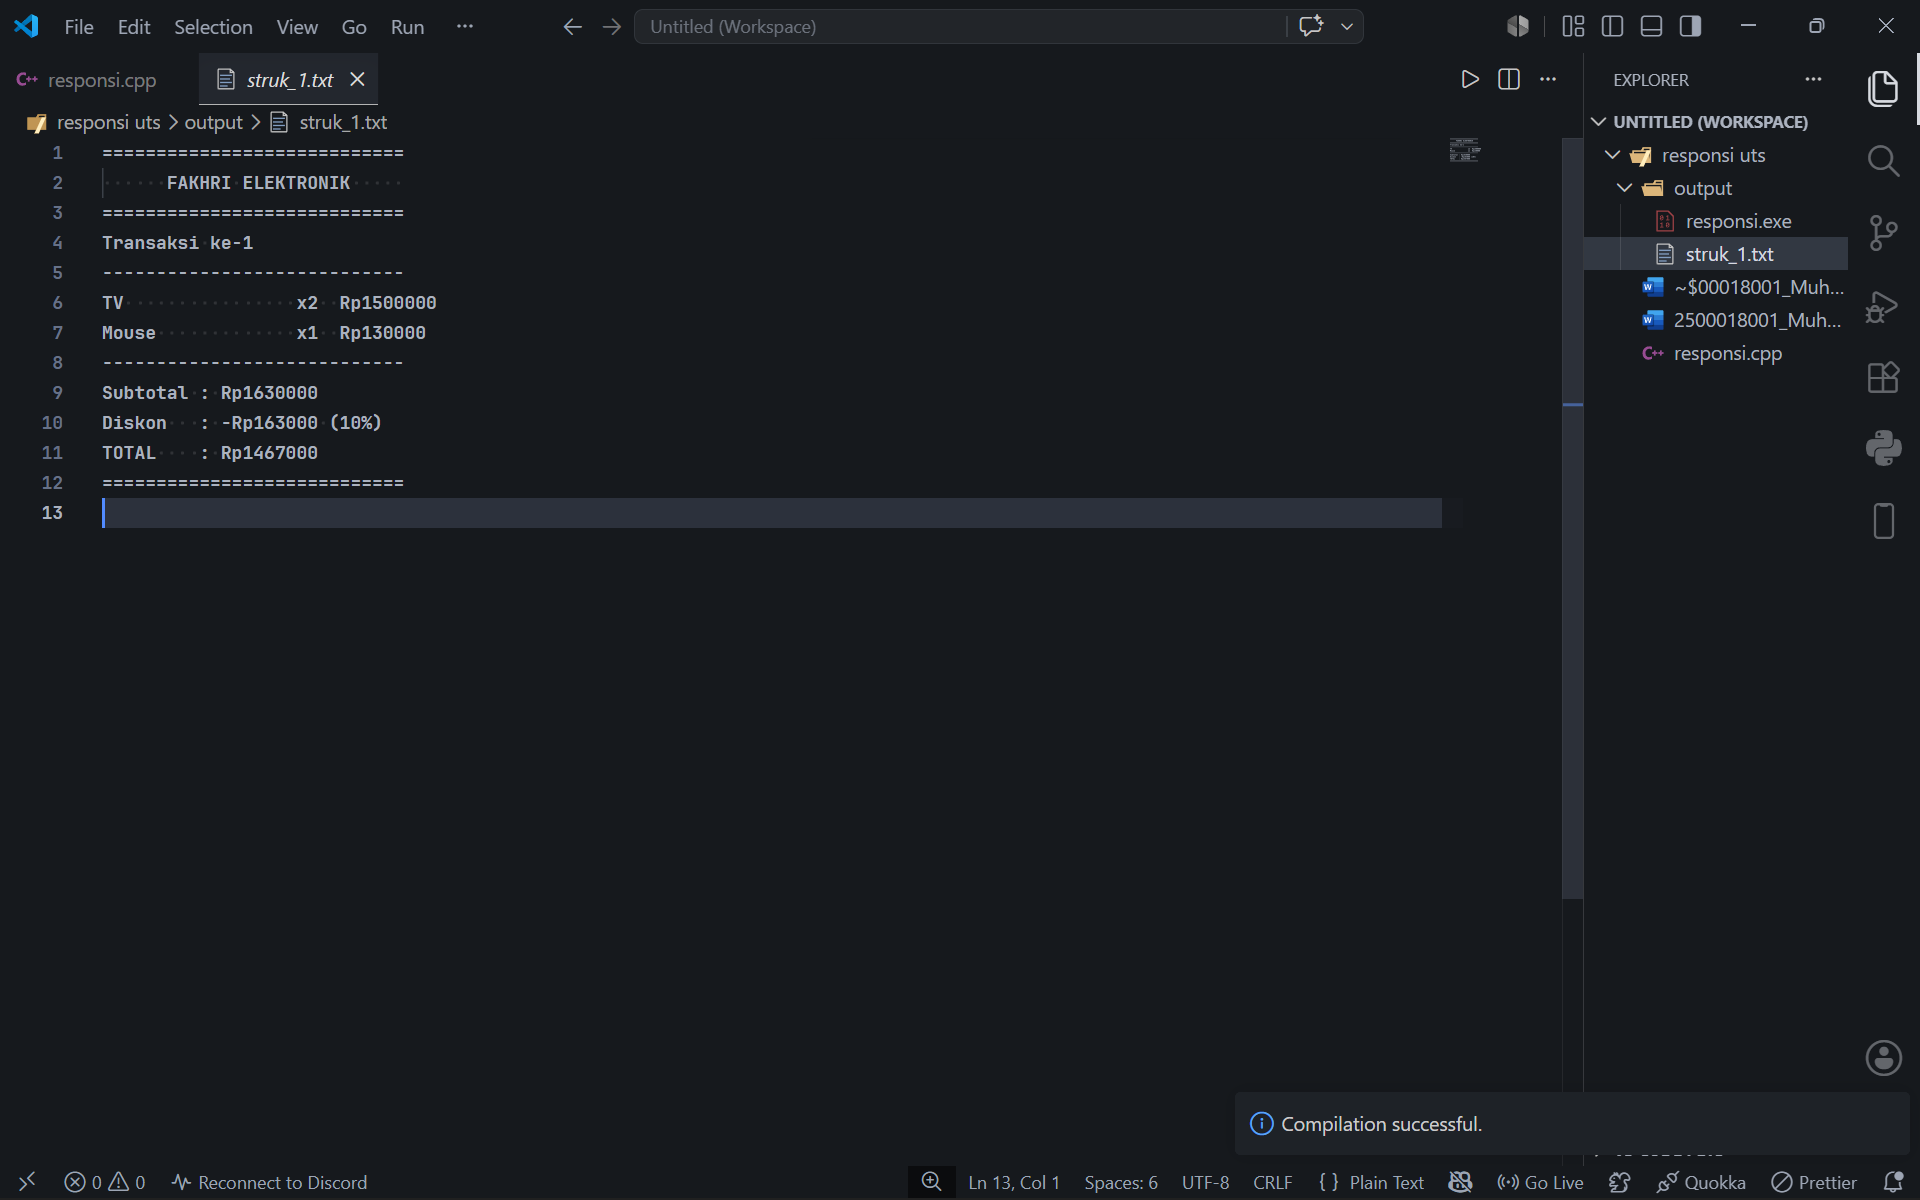 File Edit Selection View Go Run ··· Untitled (Workspace)
responsi.cpp struk_1.txt
responsi uts > output > struk_1.txt
1 ============================
2 FAKHRI ELEKTRONIK
3 ============================
4 Transaksi ke-1
5 ----------------------------
6 TV x2 Rp1500000
7 Mouse x1 Rp130000
8 ----------------------------
9 Subtotal : Rp1630000
10 Diskon : -Rp163000 (10%)
11 TOTAL : Rp1467000
12 ============================
13
EXPLORER
UNTITLED (WORKSPACE)
responsi uts
output
responsi.exe
struk_1.txt
~$00018001_Muh...
2500018001_Muh...
responsi.cpp
Compilation successful.
0 0 Reconnect to Discord Ln 13, Col 1 Spaces: 6 UTF-8 CRLF { } Plain Text Go Live Quokka Prettier